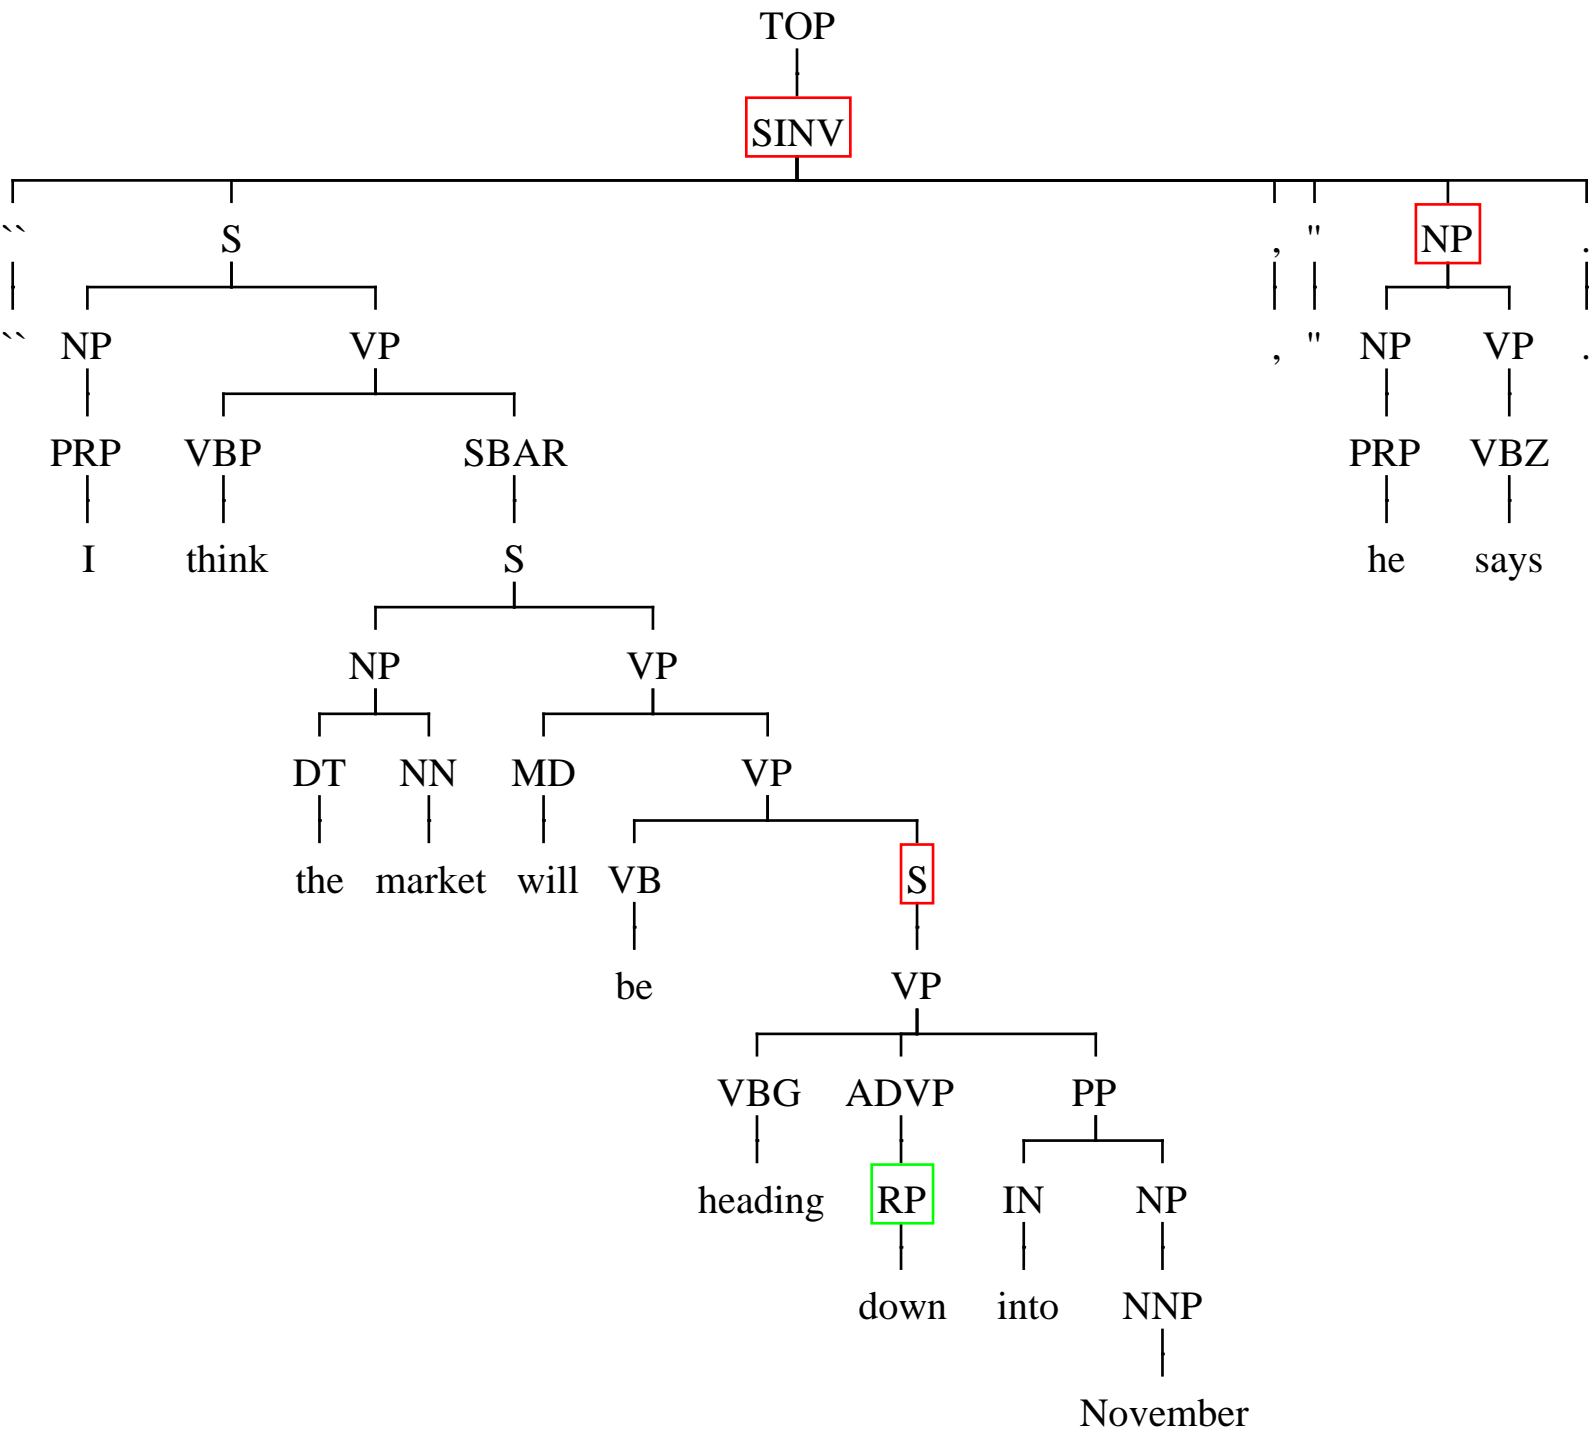 TOP
SINV
`` S , " NP .
`` NP VP , " NP VP .
PRP VBP SBAR PRP VBZ
I think S he says
NP VP
DT NN MD VP
the market will VB S
be VP
VBG ADVP PP
heading RP IN NP
down into NNP
November